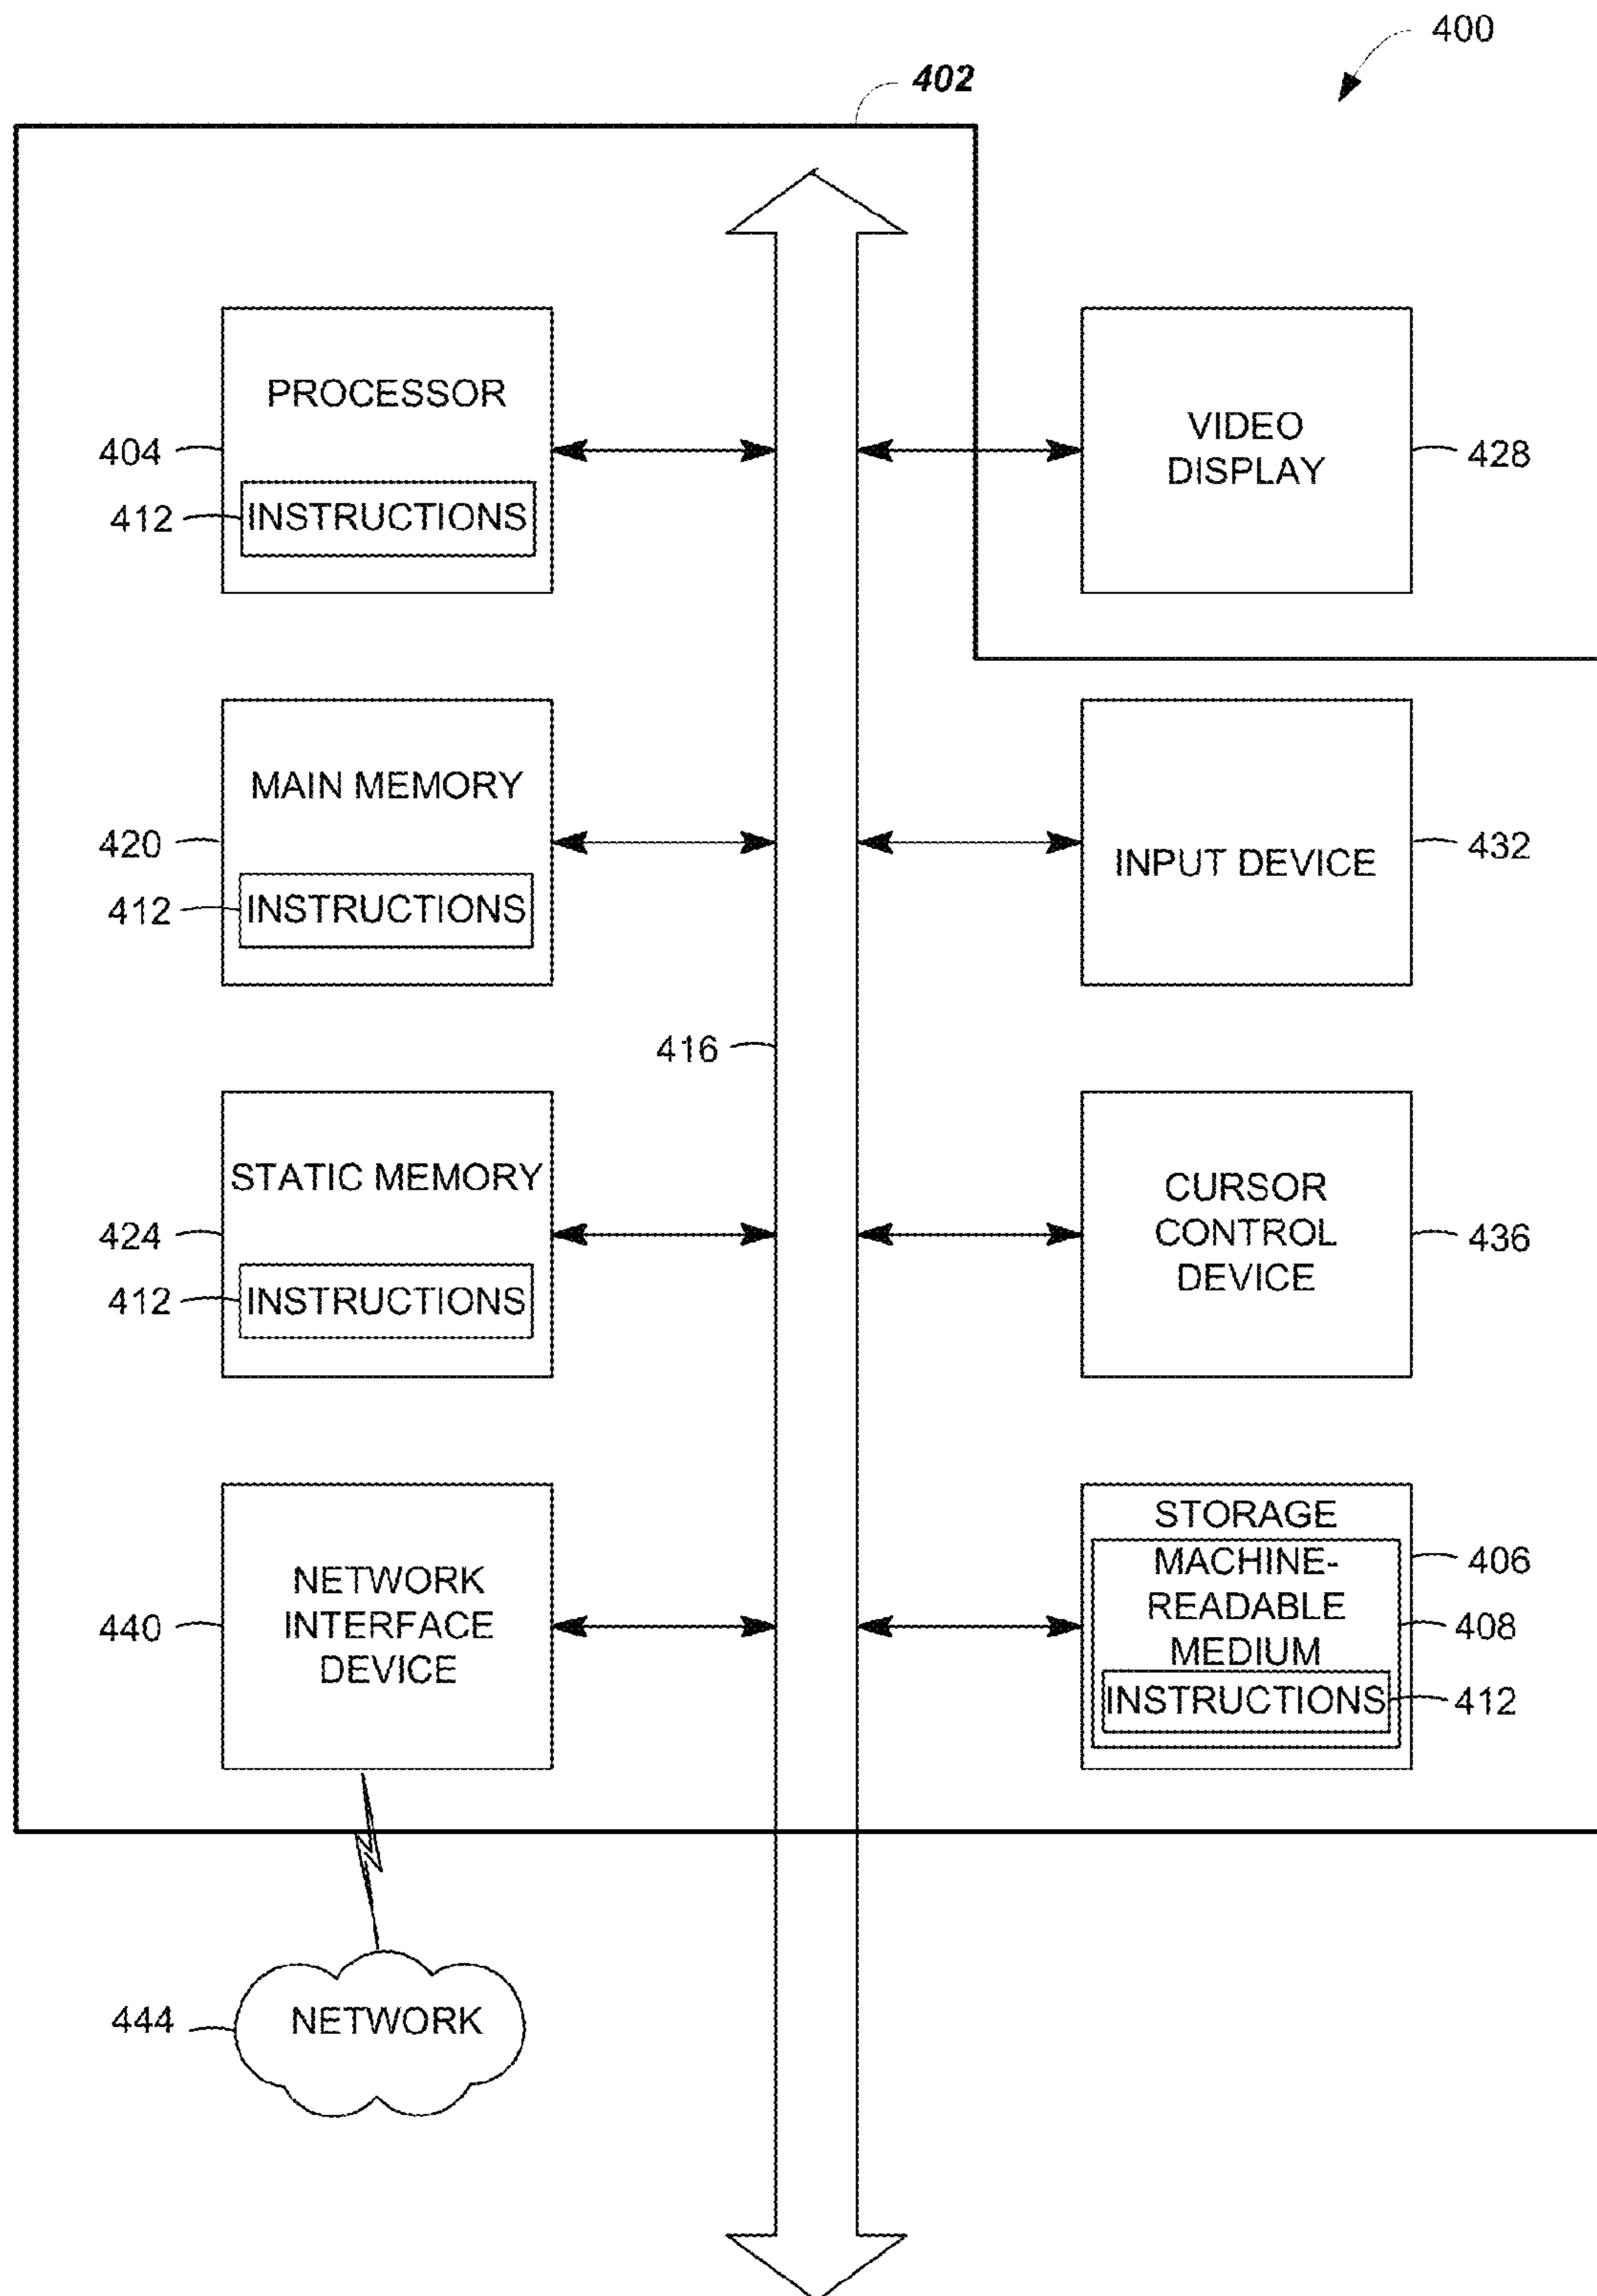 400
402
PROCESSOR
404
412
INSTRUCTIONS
VIDEO
DISPLAY
428
MAIN MEMORY
420
412
INSTRUCTIONS
INPUT DEVICE
432
416
STATIC MEMORY
424
412
INSTRUCTIONS
CURSOR
CONTROL
DEVICE
436
NETWORK
INTERFACE
DEVICE
440
STORAGE
MACHINE-
READABLE
MEDIUM
INSTRUCTIONS
406
408
412
444
NETWORK